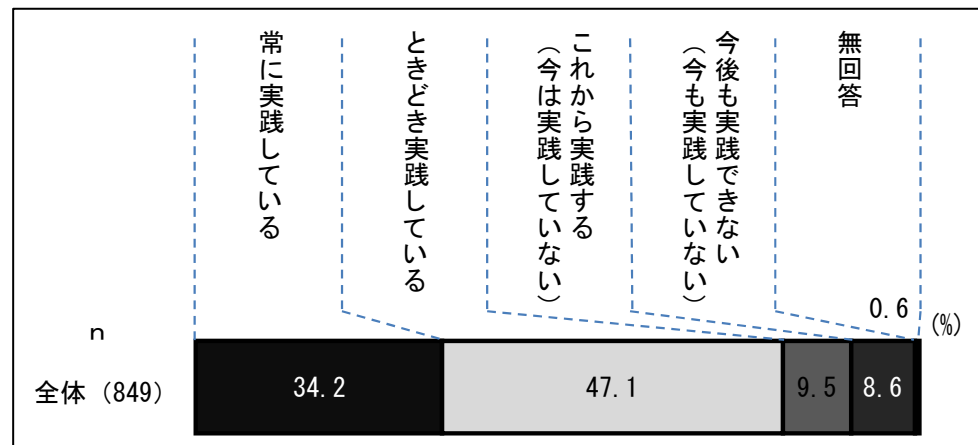 常に実践している
ときどき実践している
これから実践する
（今は実践していない）
今後も実践できない
（今も実践していない）
無回答
0.6
(%)
n
全体 (849)
34.2
47.1
9.5
8.6